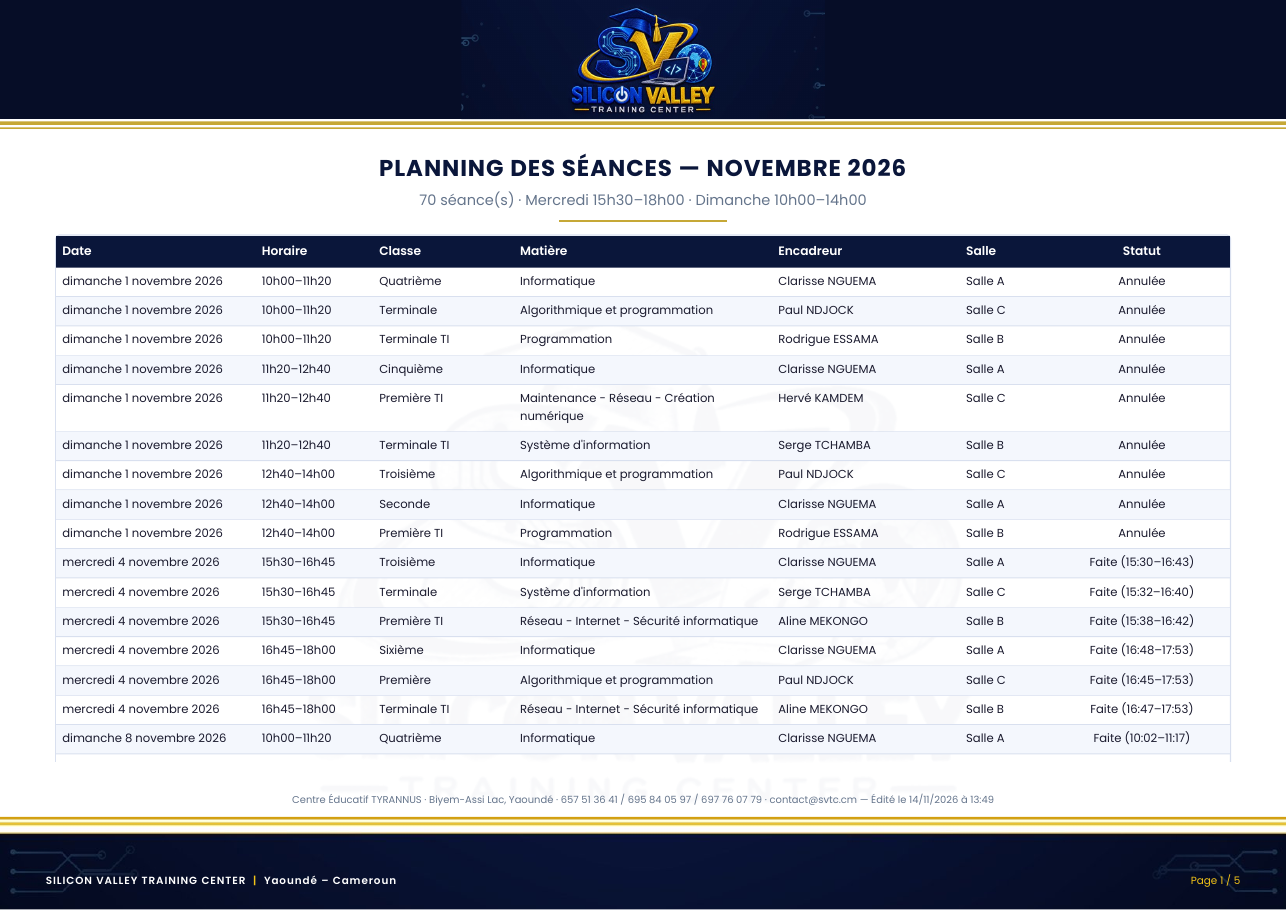 SV
</>
SILICON VALLEY
TRAINING CENTER
PLANNING DES SÉANCES — NOVEMBRE 2026
70 séance(s) · Mercredi 15h30–18h00 · Dimanche 10h00–14h00
Date Horaire Classe Matière Encadreur Salle Statut
dimanche 1 novembre 2026 10h00–11h20 Quatrième Informatique Clarisse NGUEMA Salle A Annulée
dimanche 1 novembre 2026 10h00–11h20 Terminale Algorithmique et programmation Paul NDJOCK Salle C Annulée
dimanche 1 novembre 2026 10h00–11h20 Terminale TI Programmation Rodrigue ESSAMA Salle B Annulée
dimanche 1 novembre 2026 11h20–12h40 Cinquième Informatique Clarisse NGUEMA Salle A Annulée
dimanche 1 novembre 2026 11h20–12h40 Première TI Maintenance - Réseau - Création Hervé KAMDEM Salle C Annulée
numérique
dimanche 1 novembre 2026 11h20–12h40 Terminale TI Système d'information Serge TCHAMBA Salle B Annulée
dimanche 1 novembre 2026 12h40–14h00 Troisième Algorithmique et programmation Paul NDJOCK Salle C Annulée
dimanche 1 novembre 2026 12h40–14h00 Seconde Informatique Clarisse NGUEMA Salle A Annulée
dimanche 1 novembre 2026 12h40–14h00 Première TI Programmation Rodrigue ESSAMA Salle B Annulée
mercredi 4 novembre 2026 15h30–16h45 Troisième Informatique Clarisse NGUEMA Salle A Faite (15:30–16:43)
mercredi 4 novembre 2026 15h30–16h45 Terminale Système d'information Serge TCHAMBA Salle C Faite (15:32–16:40)
mercredi 4 novembre 2026 15h30–16h45 Première TI Réseau - Internet - Sécurité informatique Aline MEKONGO Salle B Faite (15:38–16:42)
mercredi 4 novembre 2026 16h45–18h00 Sixième Informatique Clarisse NGUEMA Salle A Faite (16:48–17:53)
mercredi 4 novembre 2026 16h45–18h00 Première Algorithmique et programmation Paul NDJOCK Salle C Faite (16:45–17:53)
mercredi 4 novembre 2026 16h45–18h00 Terminale TI Réseau - Internet - Sécurité informatique Aline MEKONGO Salle B Faite (16:47–17:53)
dimanche 8 novembre 2026 10h00–11h20 Quatrième Informatique Clarisse NGUEMA Salle A Faite (10:02–11:17)
SILICON VALLEY
TRAINING CENTER
Centre Éducatif TYRANNUS · Biyem-Assi Lac, Yaoundé · 657 51 36 41 / 695 84 05 97 / 697 76 07 79 · contact@svtc.cm — Édité le 14/11/2026 à 13:49
SILICON VALLEY TRAINING CENTER | Yaoundé – Cameroun Page 1 / 5